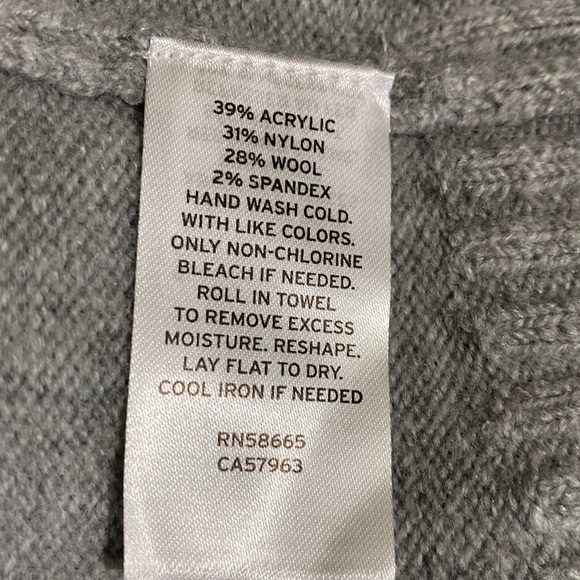 39% ACRYLIC
31% NYLON
28% WOOL
2% SPANDEX
HAND WASH COLD.
WITH LIKE COLORS.
ONLY NON-CHLORINE
BLEACH IF NEEDED.
ROLL IN TOWEL
TO REMOVE EXCESS
MOISTURE. RESHAPE.
LAY FLAT TO DRY.
COOL IRON IF NEEDED
RN58665
CA57963